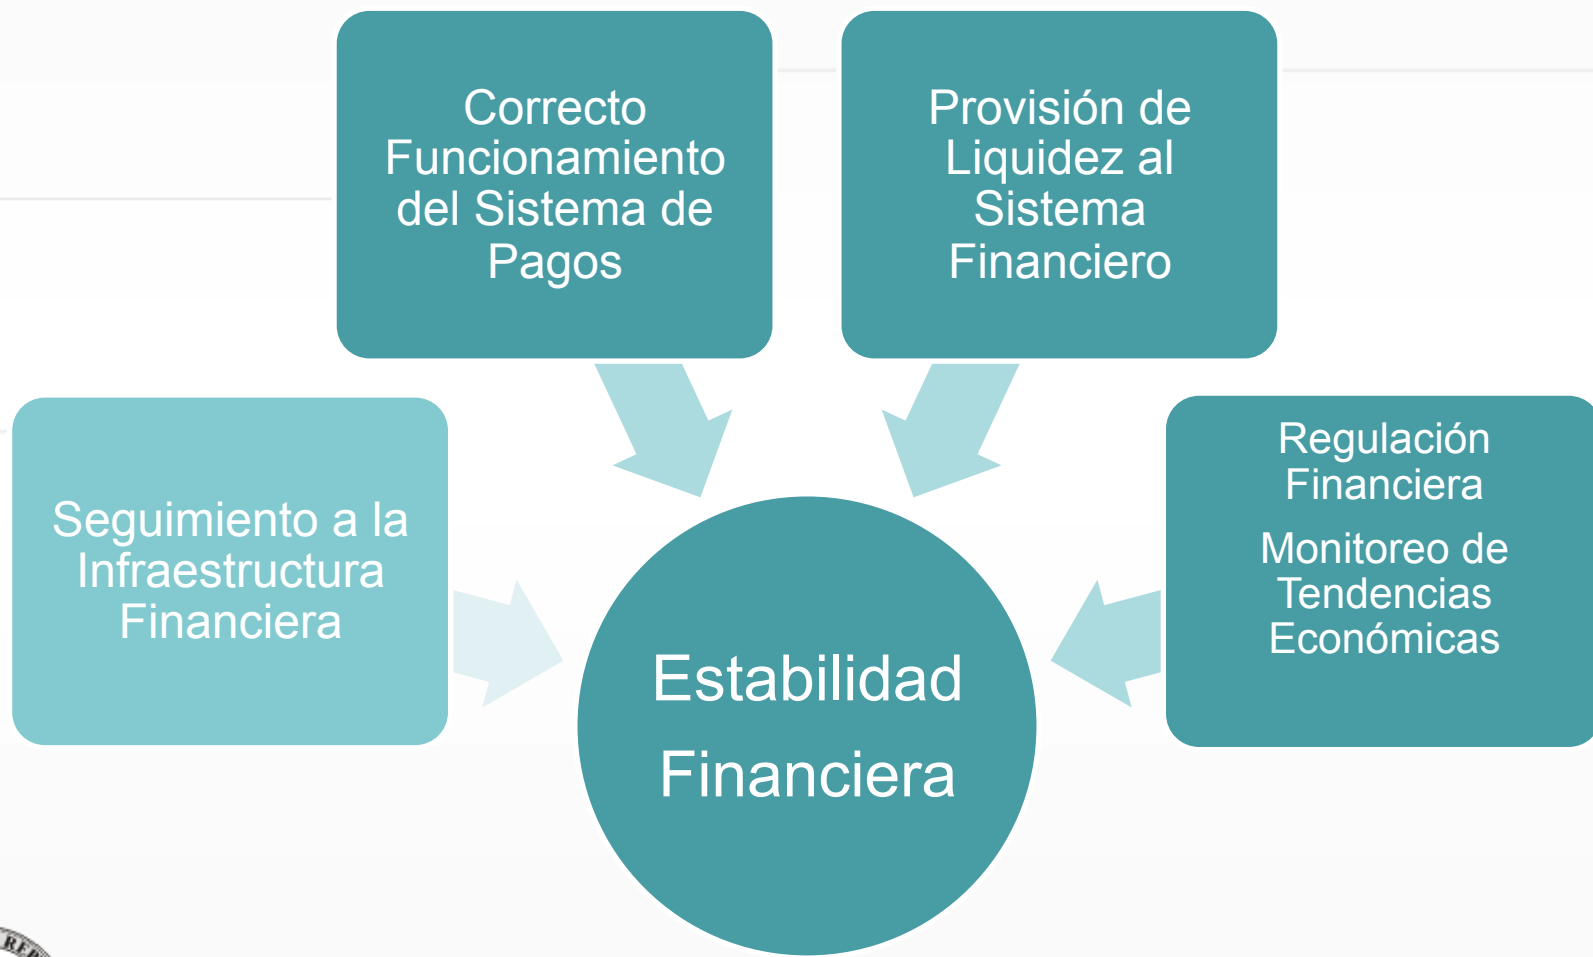 Correcto
Funcionamiento
del Sistema de
Pagos
Provisión de
Liquidez al
Sistema
Financiero
Seguimiento a la
Infraestructura
Financiera
Regulación
Financiera
Monitoreo de
Tendencias
Económicas
Estabilidad
Financiera